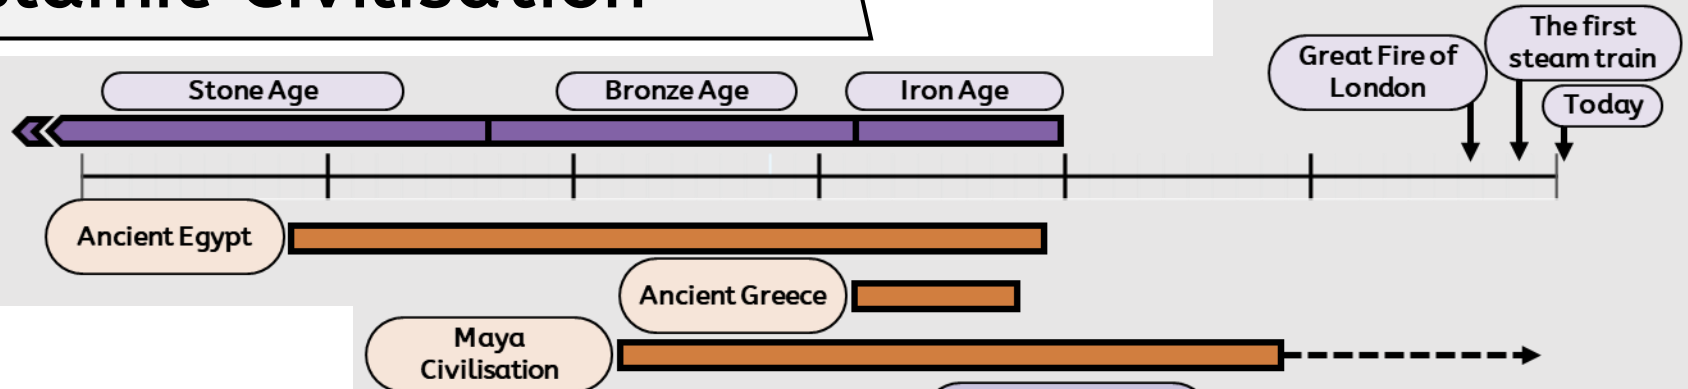 Civilisation
The first
steam train
Great Fire of
London
Stone Age
Bronze Age
Iron Age
Today
Ancient Egypt
Ancient Greece
Maya
Civilisation